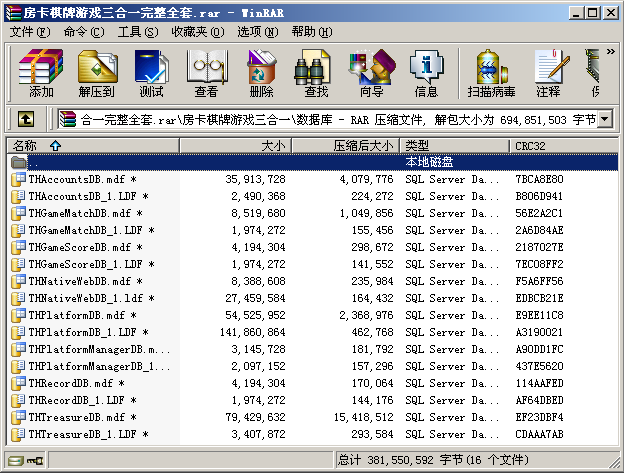 房卡棋牌游戏三合一完整全套.rar - WinRAR
文件(F) 命令(C) 工具(S) 收藏夹(O) 选项(N) 帮助(H)
添加 解压到 测试 查看 删除 查找 向导 信息 扫描病毒 注释
合一完整全套.rar\房卡棋牌游戏三合一\数据库 - RAR 压缩文件, 解包大小为 694,851,503 字节
名称 大小 压缩后大小 类型 CRC32
.. 本地磁盘
THAccountsDB.mdf * 35,913,728 4,079,776 SQL Server Da... 7BCA8E80
THAccountsDB_1.LDF * 2,490,368 224,272 SQL Server Da... B806D941
THGameMatchDB.mdf * 8,519,680 1,049,856 SQL Server Da... 56E2A2C1
THGameMatchDB_1.LDF * 1,974,272 155,456 SQL Server Da... 2A6D84AE
THGameScoreDB.mdf * 4,194,304 298,672 SQL Server Da... 2187027E
THGameScoreDB_1.LDF * 1,974,272 141,552 SQL Server Da... 7EC08FF2
THNativeWebDB.mdf * 8,388,608 235,984 SQL Server Da... F5A6FF56
THNativeWebDB_1.ldf * 27,459,584 164,432 SQL Server Da... EDBCB21E
THPlatformDB.mdf * 54,525,952 2,368,976 SQL Server Da... E9EE11C8
THPlatformDB_1.LDF * 141,860,864 462,768 SQL Server Da... A3190021
THPlatformManagerDB.m... 3,145,728 181,792 SQL Server Da... A90DD1FC
THPlatformManagerDB_1... 2,097,152 157,296 SQL Server Da... 437E5620
THRecordDB.mdf * 4,194,304 170,064 SQL Server Da... 114AAFED
THRecordDB_1.LDF * 1,974,272 144,176 SQL Server Da... AF64DBED
THTreasureDB.mdf * 79,429,632 15,418,512 SQL Server Da... EF23DBF4
THTreasureDB_1.LDF * 3,407,872 293,584 SQL Server Da... CDAAA7AB
总计 381,550,592 字节(16 个文件)